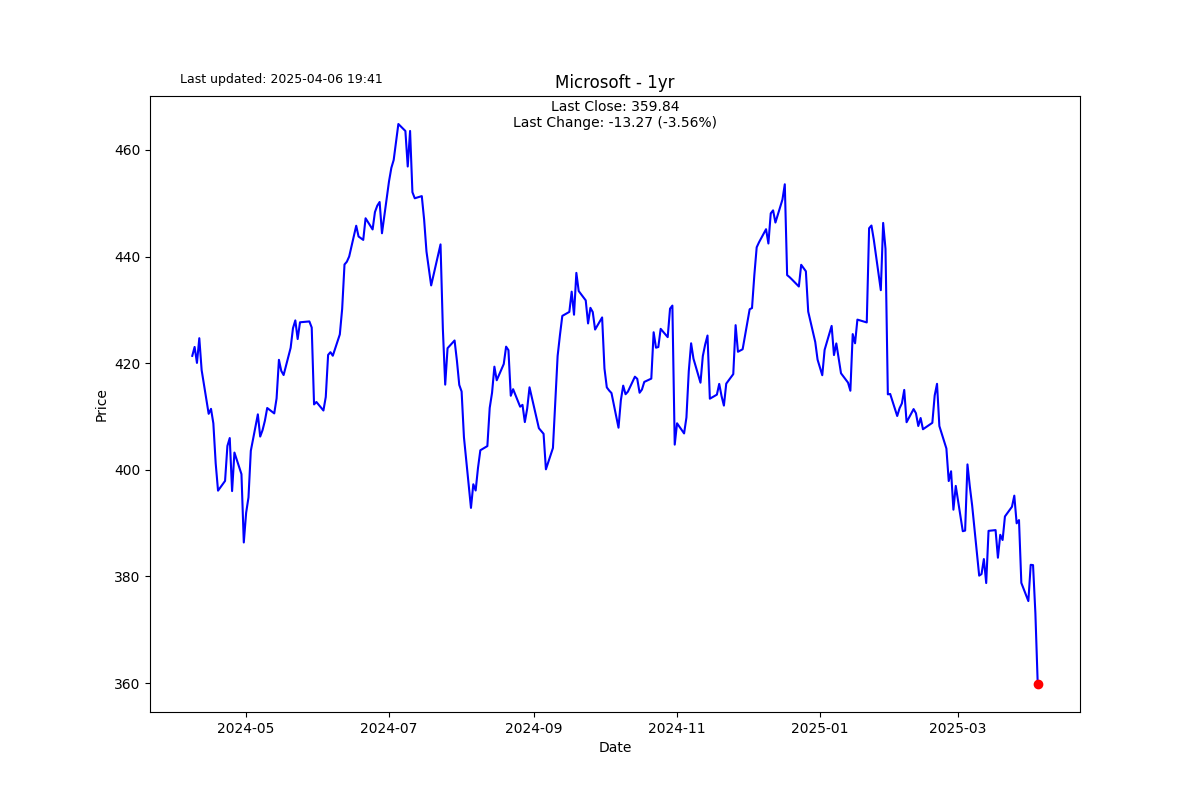 Last updated: 2025-04-06 19:41
Microsoft - 1yr
Last Close: 359.84
Last Change: -13.27 (-3.56%)
460
440
420
400
380
360
Price
2024-05
2024-07
2024-09
2024-11
2025-01
2025-03
Date